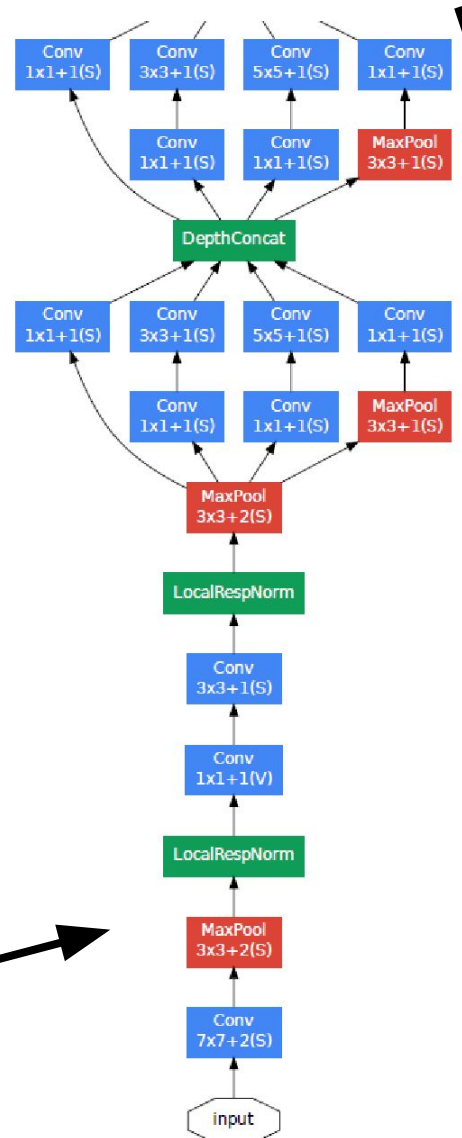 Conv
1x1+1(S)
Conv
3x3+1(S)
Conv
5x5+1(S)
Conv
1x1+1(S)
Conv
1x1+1(S)
Conv
1x1+1(S)
MaxPool
3x3+1(S)
DepthConcat
Conv
1x1+1(S)
Conv
3x3+1(S)
Conv
5x5+1(S)
Conv
1x1+1(S)
Conv
1x1+1(S)
Conv
1x1+1(S)
MaxPool
3x3+1(S)
MaxPool
3x3+2(S)
LocalRespNorm
Conv
3x3+1(S)
Conv
1x1+1(V)
LocalRespNorm
MaxPool
3x3+2(S)
Conv
7x7+2(S)
input